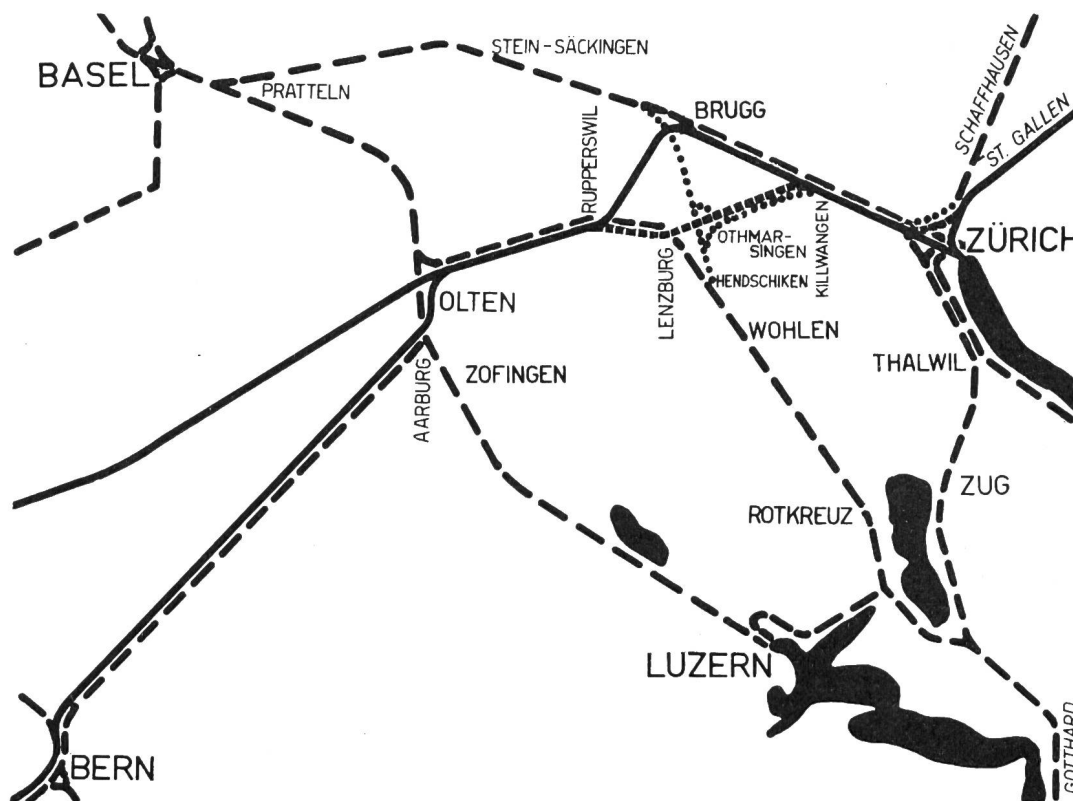 STEIN-SÄCKINGEN
BASEL
PRATTELN
BRUGG
SCHAFFHAUSEN
ST. GALLEN
RUPPERSWIL
OTHMAR-
SINGEN
KILLWANGEN
ZÜRICH
LENZBURG
HENDSCHIKEN
OLTEN
WOHLEN
AARBURG
ZOFINGEN
THALWIL
ZUG
ROTKREUZ
LUZERN
GOTTHARD
BERN